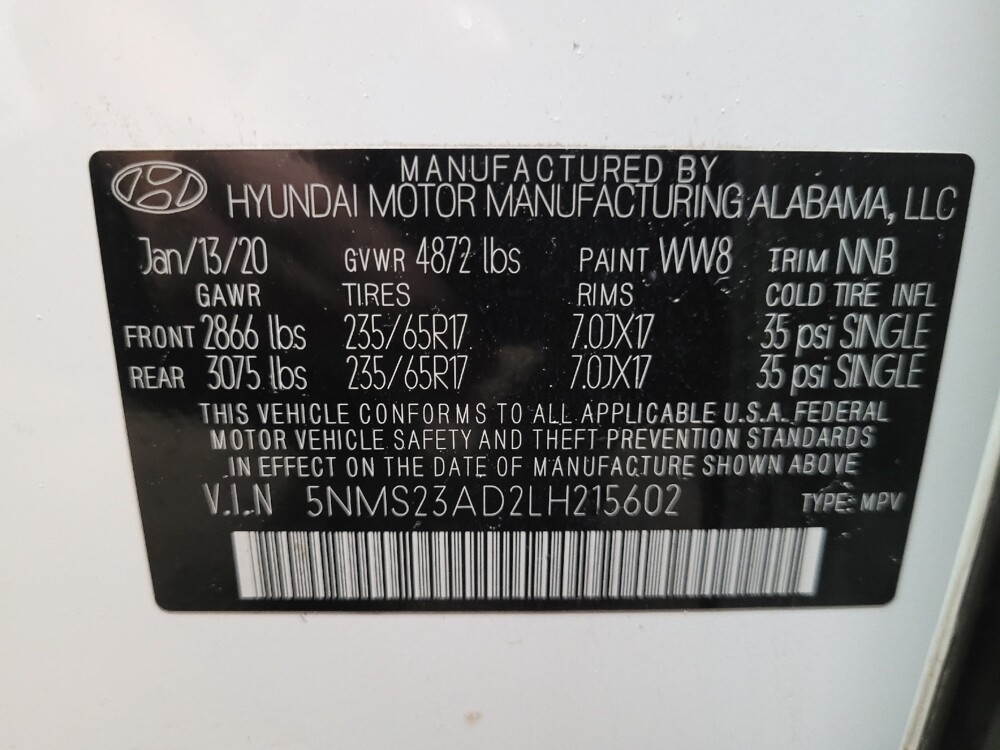 MANUFACTURED BY
HYUNDAI MOTOR MANUFACTURING ALABAMA, LLC
Jan/13/20 GVWR 4872 lbs PAINT WW8 TRIM NNB
GAWR TIRES RIMS COLD TIRE INFL
FRONT 2866 lbs 235/65R17 7.0JX17 35 psi SINGLE
REAR 3075 lbs 235/65R17 7.0JX17 35 psi SINGLE
THIS VEHICLE CONFORMS TO ALL APPLICABLE U.S.A. FEDERAL
MOTOR VEHICLE SAFETY AND THEFT PREVENTION STANDARDS
IN EFFECT ON THE DATE OF MANUFACTURE SHOWN ABOVE
V.I.N 5NMS23AD2LH215602 TYPE: MPV